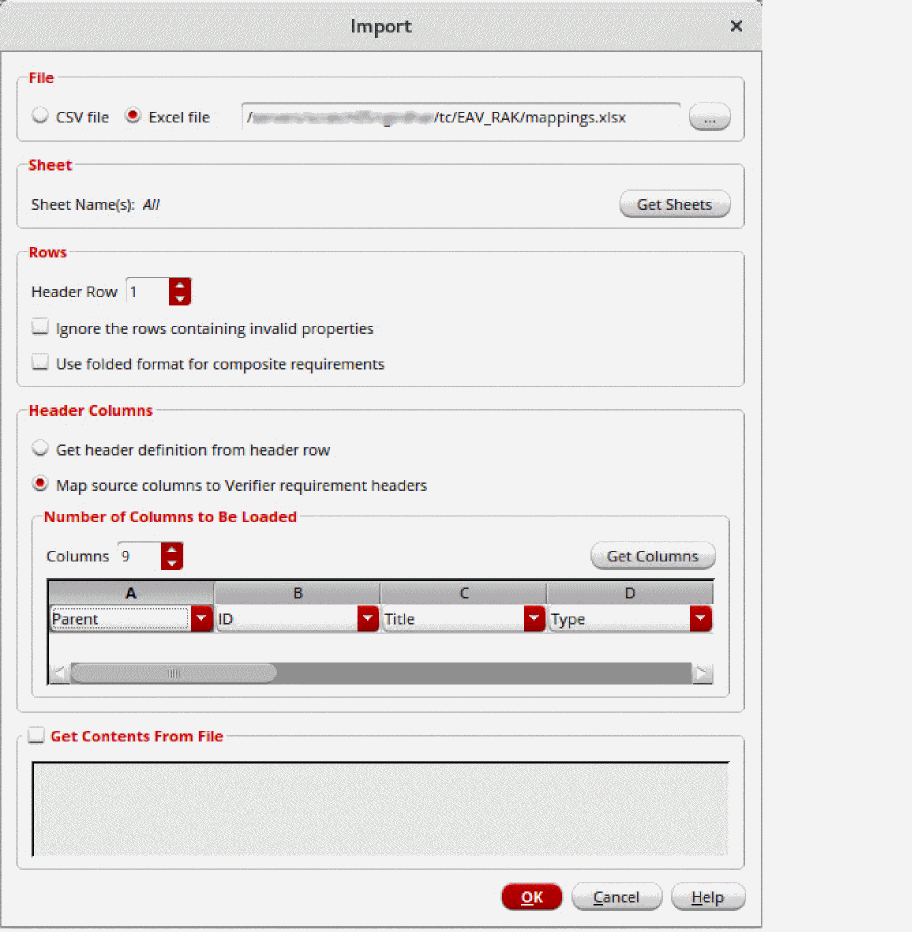 Import
File
CSV file Excel file / /tc/EAV_RAK/mappings.xlsx ...
Sheet
Sheet Name(s): All Get Sheets
Rows
Header Row 1
Ignore the rows containing invalid properties
Use folded format for composite requirements
Header Columns
Get header definition from header row
Map source columns to Verifier requirement headers
Number of Columns to Be Loaded
Columns 9 Get Columns
A B C D
Parent ID Title Type
Get Contents From File
OK Cancel Help